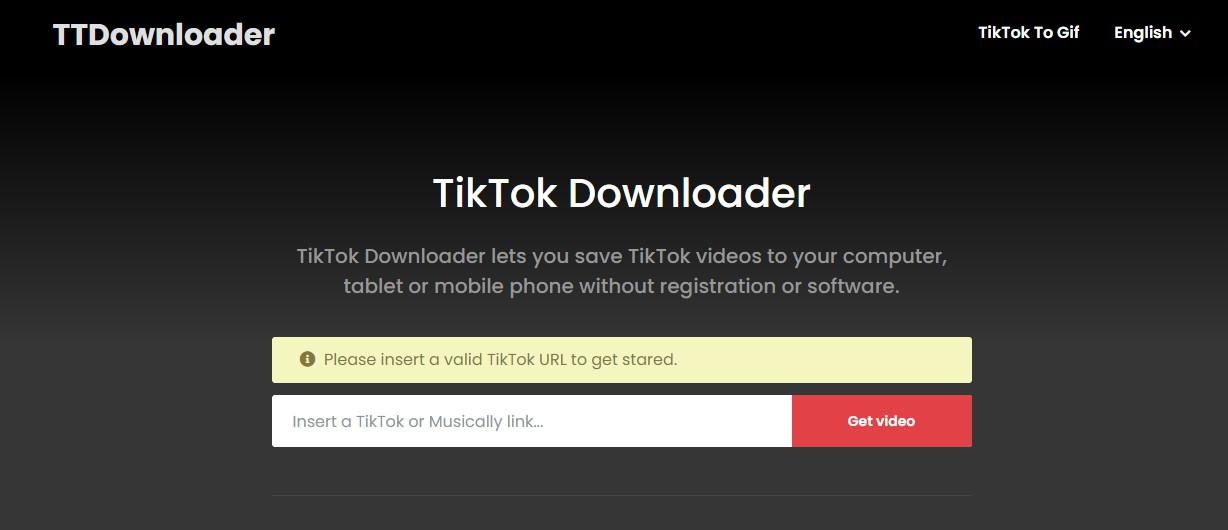 TTDownloader
TikTok To Gif
English
TikTok Downloader
TikTok Downloader lets you save TikTok videos to your computer,
tablet or mobile phone without registration or software.
Please insert a valid TikTok URL to get stared.
Insert a TikTok or Musically link...
Get video